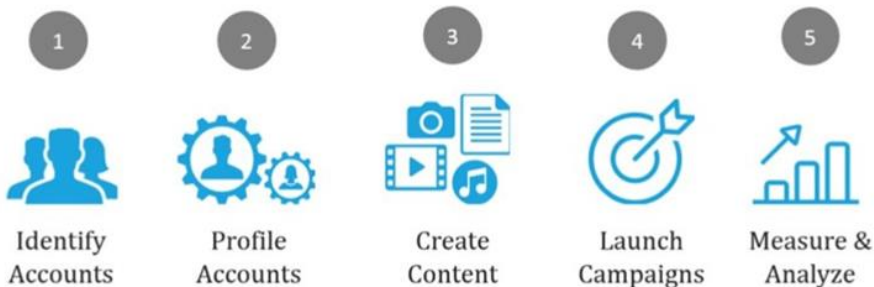 1
2
3
4
5
Identify
Accounts
Profile
Accounts
Create
Content
Launch
Campaigns
Measure &
Analyze